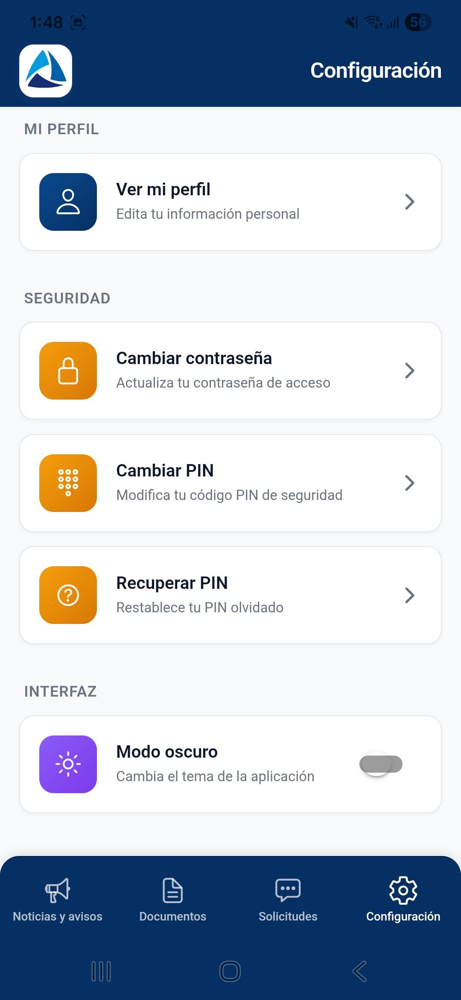 1:48
56
Configuración
MI PERFIL
Ver mi perfil
Edita tu información personal
SEGURIDAD
Cambiar contraseña
Actualiza tu contraseña de acceso
Cambiar PIN
Modifica tu código PIN de seguridad
Recuperar PIN
Restablece tu PIN olvidado
INTERFAZ
Modo oscuro
Cambia el tema de la aplicación
Noticias y avisos
Documentos
Solicitudes
Configuración